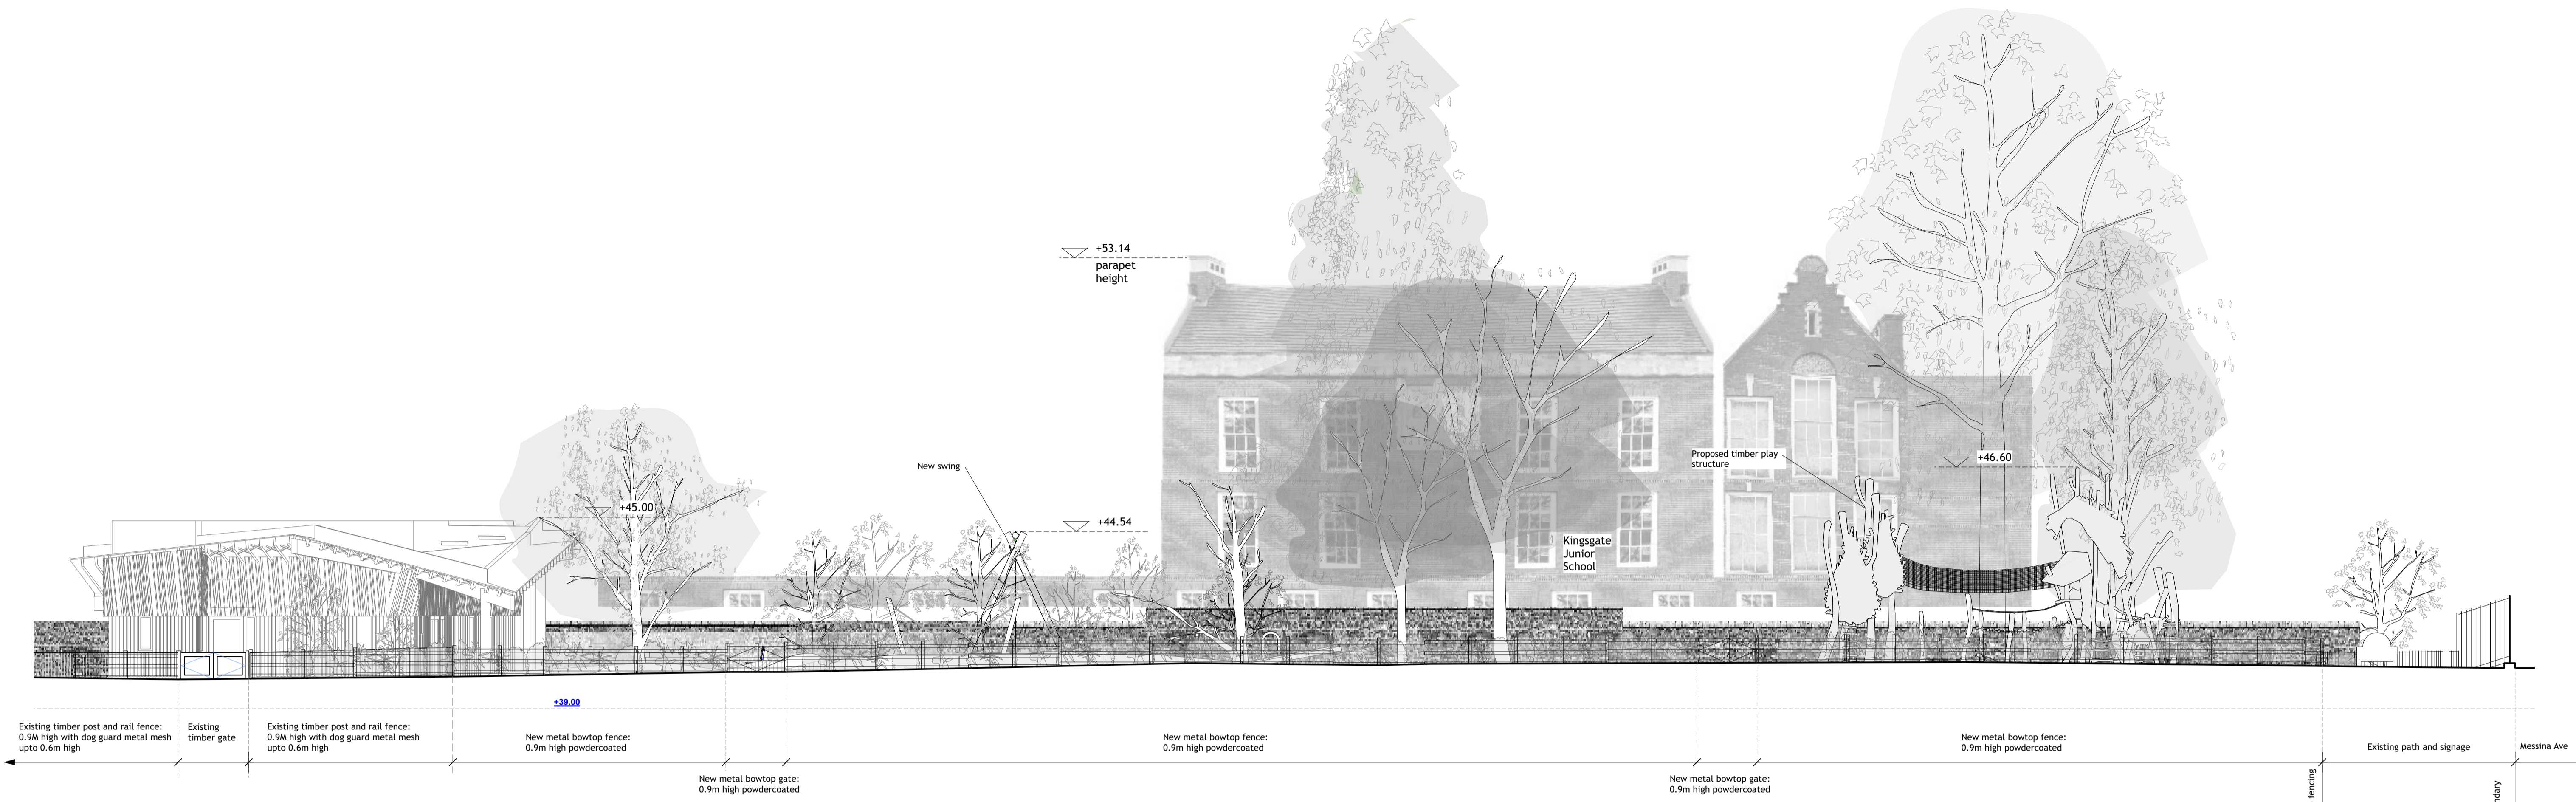 +53.14
parapet
height
New swing
+45.00
+44.54
Proposed timber play
structure
+46.60
Kingsgate
Junior
School
+39.00
Existing timber post and rail fence:
0.9M high with dog guard metal mesh
upto 0.6m high
Existing
timber gate
Existing timber post and rail fence:
0.9M high with dog guard metal mesh
upto 0.6m high
New metal bowtop fence:
0.9m high powdercoated
New metal bowtop gate:
0.9m high powdercoated
New metal bowtop fence:
0.9m high powdercoated
New metal bowtop gate:
0.9m high powdercoated
New metal bowtop fence:
0.9m high powdercoated
fencing
Existing path and signage
ndary
Messina Ave